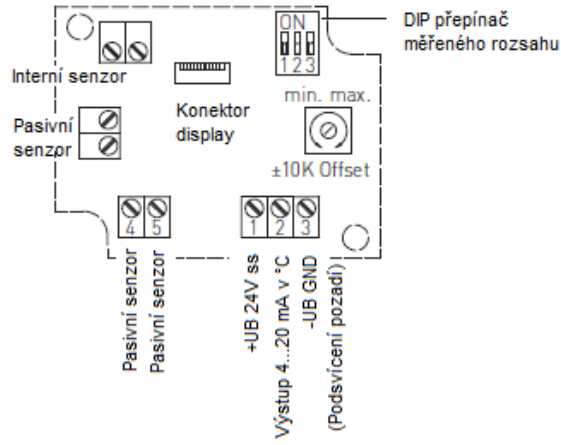 ON
1 2 3
DIP přepínač
měřeného rozsahu
Interní senzor
Konektor
display
min. max.
Pasivní
senzor
±10K Offset
4 5
1 2 3
Pasivní senzor
Pasivní senzor
+UB 24V ss
Výstup 4...20 mA v °C
-UB GND
(Podsvícení pozadí)